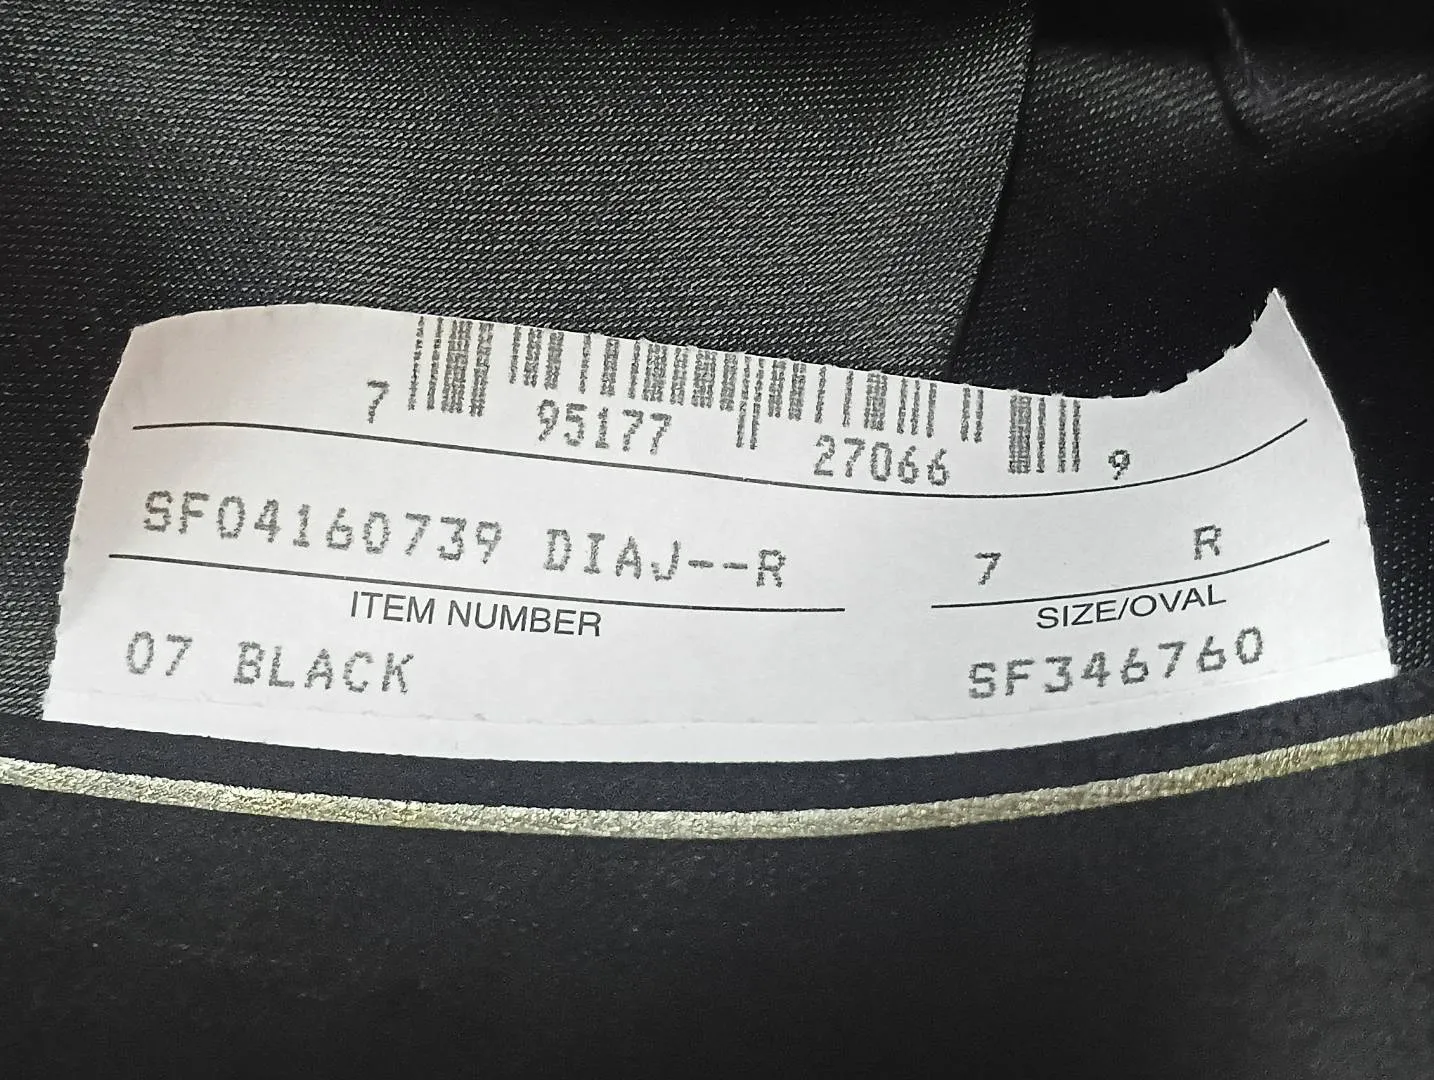 7 95177 27066 9
SF04160739 DIAJ--R 7 R
ITEM NUMBER SIZE/OVAL
07 BLACK SF346760